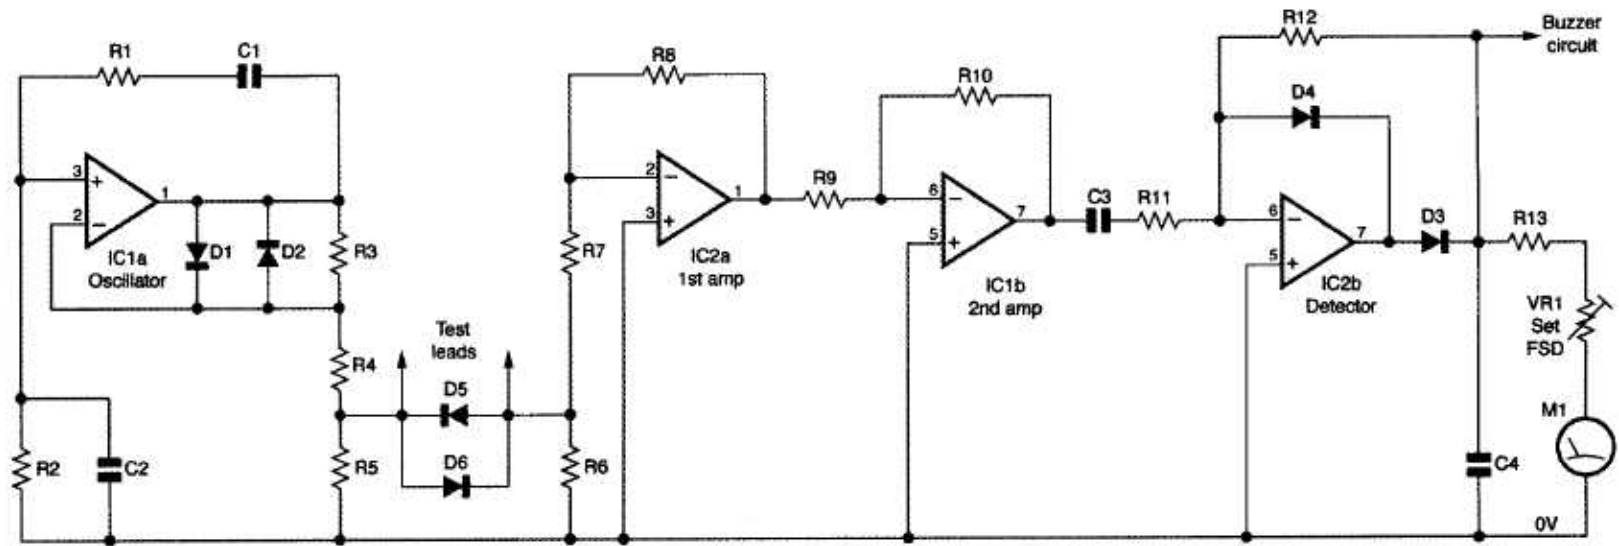 R1
C1
3
+
1
2
−
IC1a
Oscillator
D1
D2
R3
R4
R2
C2
R5
Test
leads
D5
D6
R8
2
−
1
3
+
IC2a
1st amp
R7
R6
R9
R10
6
−
7
5
+
IC1b
2nd amp
C3
R11
R12
D4
6
−
7
5
+
IC2b
Detector
D3
Buzzer
circuit
R13
VR1
Set
FSD
M1
C4
0V